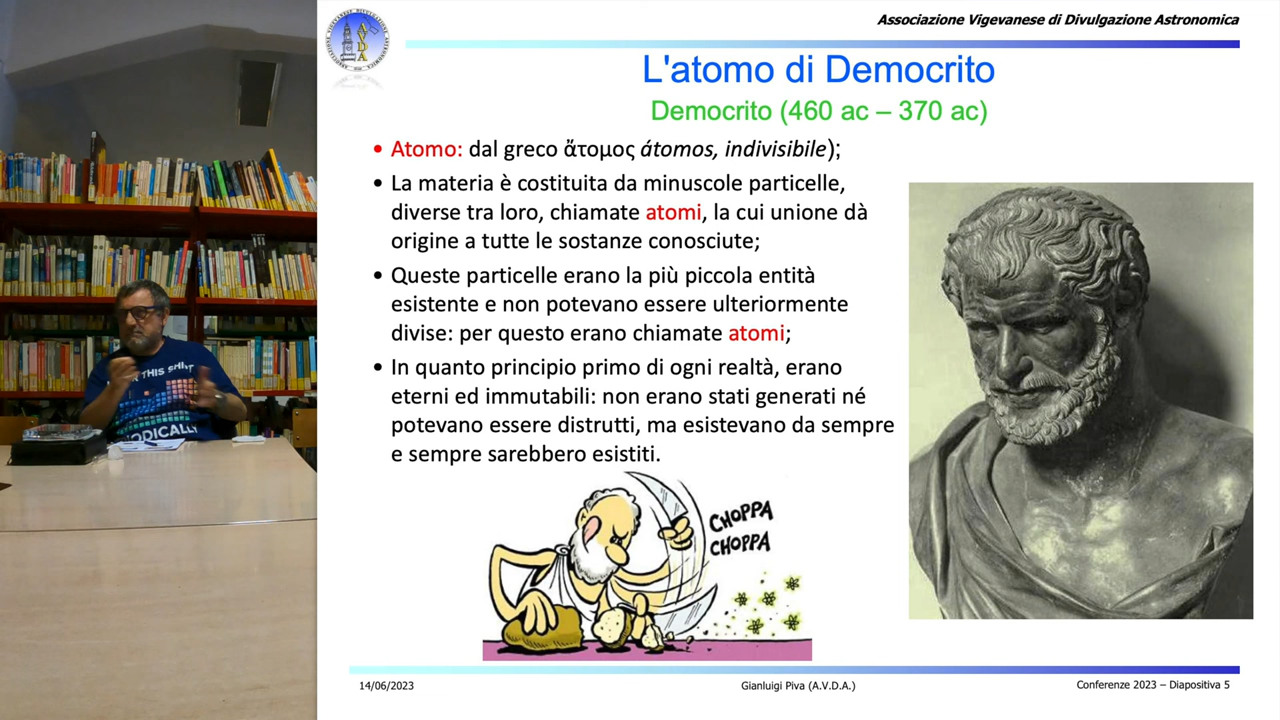 Associazione Vigevanese di Divulgazione Astronomica
A.V.D.A.
L'atomo di Democrito
Democrito (460 ac – 370 ac)
• Atomo: dal greco ἄτομος átomos, indivisibile);
• La materia è costituita da minuscole particelle,
diverse tra loro, chiamate atomi, la cui unione dà
origine a tutte le sostanze conosciute;
• Queste particelle erano la più piccola entità
esistente e non potevano essere ulteriormente
divise: per questo erano chiamate atomi;
• In quanto principio primo di ogni realtà, erano
eterni ed immutabili: non erano stati generati né
potevano essere distrutti, ma esistevano da sempre
e sempre sarebbero esistiti.
CHOPPA
CHOPPA
THIS
14/06/2023
Gianluigi Piva (A.V.D.A.)
Conferenze 2023 – Diapositiva 5